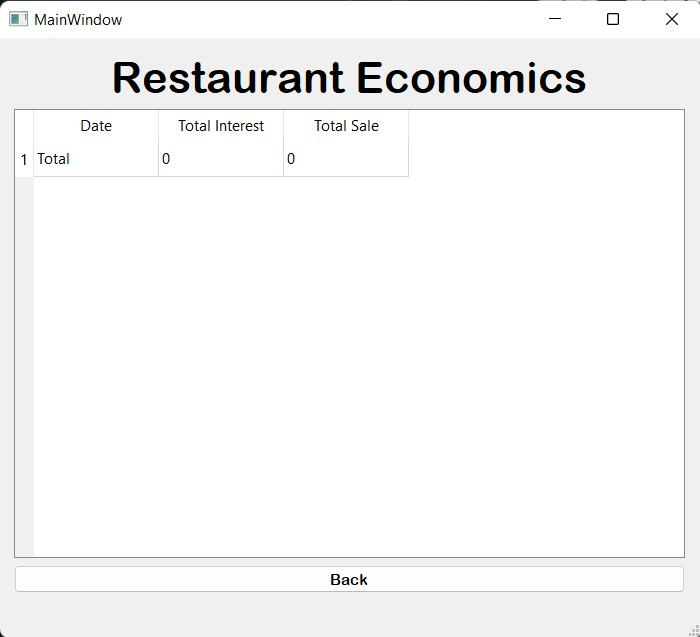 MainWindow
Restaurant Economics
Date Total Interest Total Sale
1 Total 0 0
Back